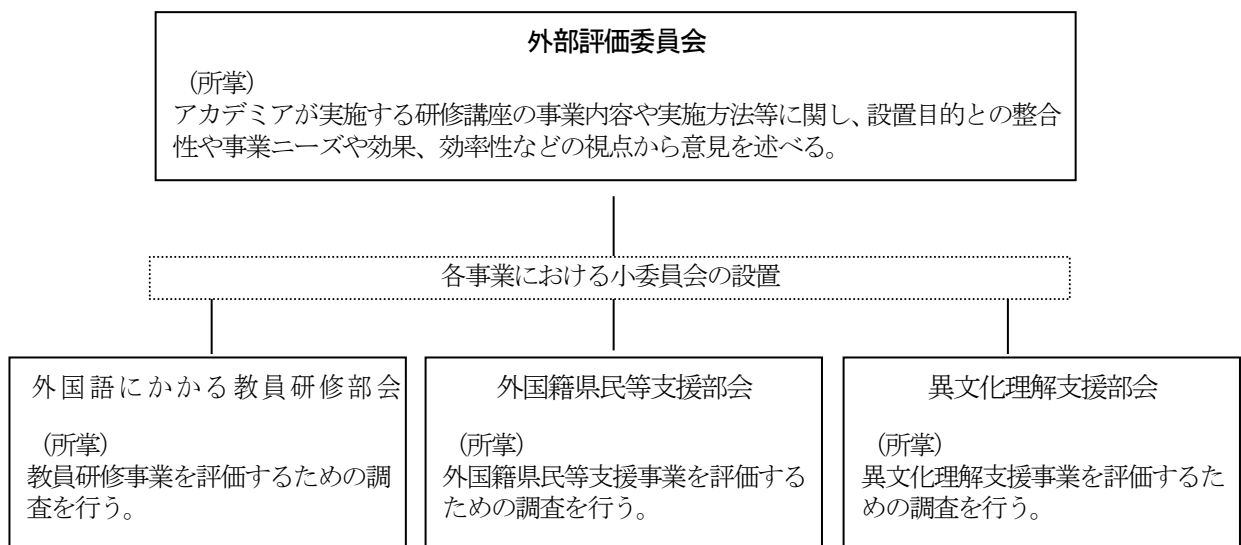 外部評価委員会
（所掌）
アカデミアが実施する研修講座の事業内容や実施方法等に関し、設置目的との整合
性や事業ニーズや効果、効率性などの視点から意見を述べる。
各事業における小委員会の設置
外国語にかかる教員研修部会
（所掌）
教員研修事業を評価するための調
査を行う。
外国籍県民等支援部会
（所掌）
外国籍県民等支援事業を評価する
ための調査を行う。
異文化理解支援部会
（所掌）
異文化理解支援事業を評価するた
めの調査を行う。